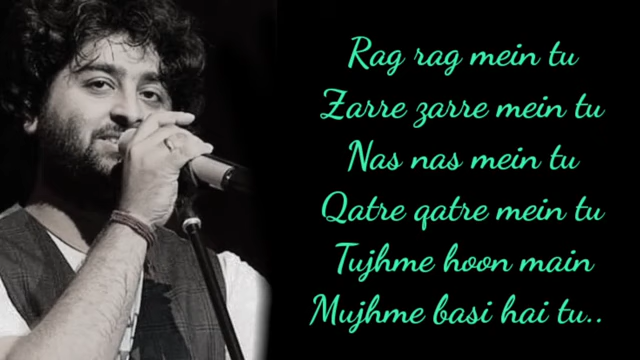 Rag rag mein tu
Zarre zarre mein tu
Nas nas mein tu
Qatre qatre mein tu
Tujhme hoon main
Mujhme basi hai tu..